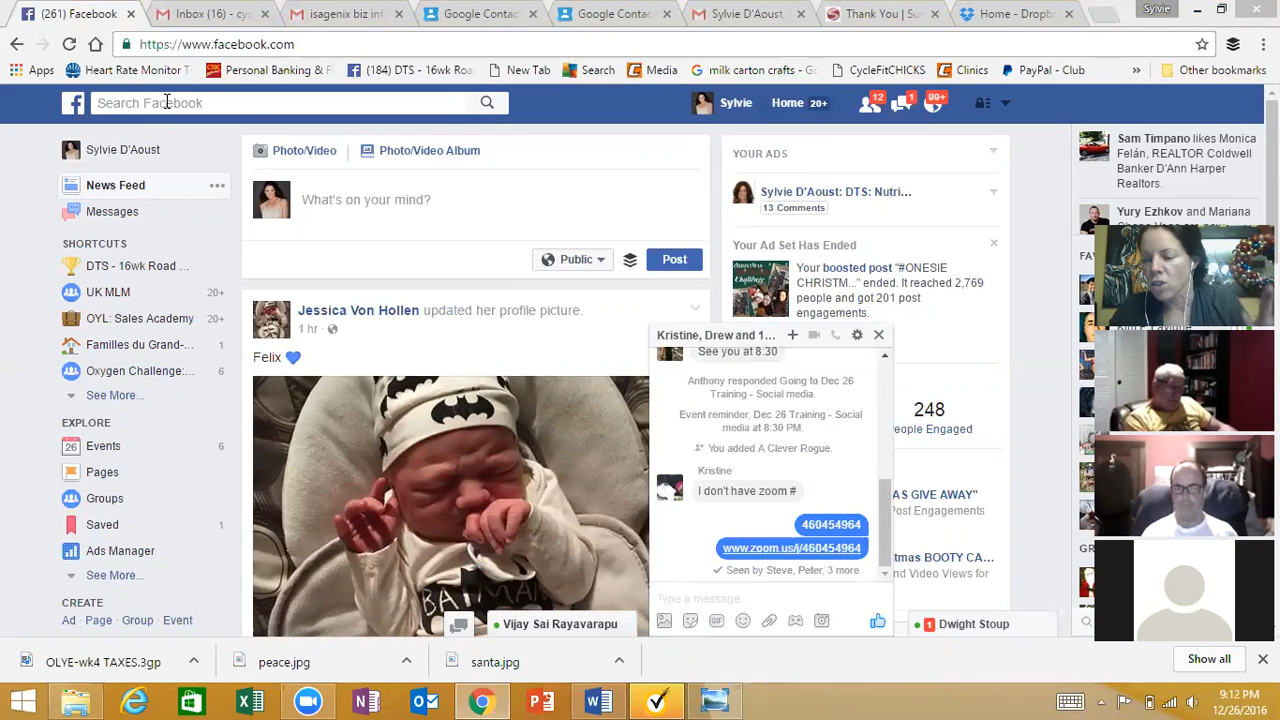 (261) Facebook
Inbox (16) - cy
isagenix biz inf
Google Contac
Google Contac
Sylvie D'Aoust,
Thank You | Su
Home - Dropb
Sylvie
https://www.facebook.com
Apps
Heart Rate Monitor T
Personal Banking & F
(184) DTS - 16wk Roa
New Tab
Search
Media
milk carton crafts - G
CycleFitCHICKS
Clinics
PayPal - Club
»
Other bookmarks
Search Facebook
Sylvie
Home 20+
12
1
99+
Sylvie D'Aoust
News Feed
Messages
SHORTCUTS
DTS - 16wk Road ...
UK MLM 20+
OYL: Sales Academy 20+
Familles du Grand-... 6
Oxygen Challenge:... 6
See More...
EXPLORE
26 Events 6
Pages
Groups
Saved 1
Ads Manager
See More...
CREATE
Ad · Page · Group · Event
Photo/Video
Photo/Video Album
What's on your mind?
Public
Post
Jessica Von Hollen updated her profile picture.
1 hr ·
Felix
BATMAN
YOUR ADS
Sylvie D'Aoust: DTS: Nutri...
13 Comments
Your Ad Set Has Ended
Your boosted post "#ONESIE
CHRISTM..." ended. It reached 2,769
people and got 201 post
engagements.
248
eople Engaged
AS GIVE AWAY"
Post Engagements
tmas BOOTY CA...
nd Video Views for
Kristine, Drew and 1...
See you at 8:30
Anthony responded Going to Dec 26
Training - Social media.
Event reminder, Dec 26 Training - Social
media at 8:30 PM.
You added A Clever Rogue.
Kristine
I don't have zoom #
460454964
www.zoom.us/j/460454964
Seen by Steve, Peter, 3 more
Type a message...
GIF
Vijay Sai Rayavarapu
1 Dwight Stoup
Sam Timpano likes Monica
Felán, REALTOR Coldwell
Banker D'Ann Harper
Realtors.
Yury Ezhkov and Mariana
FA
GR
OLYE-wk4 TAXES.3gp
peace.jpg
santa.jpg
Show all
9:12 PM
12/26/2016